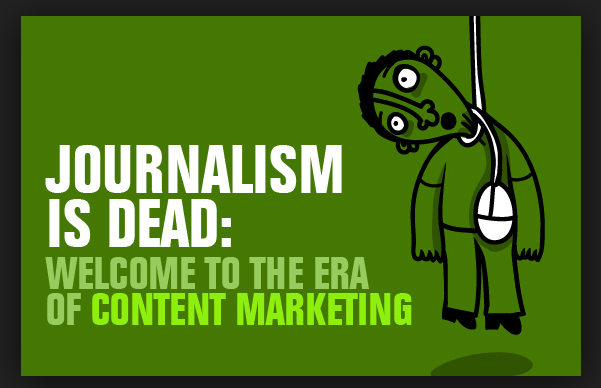 JOURNALISM
IS DEAD:
WELCOME TO THE ERA
OF CONTENT MARKETING